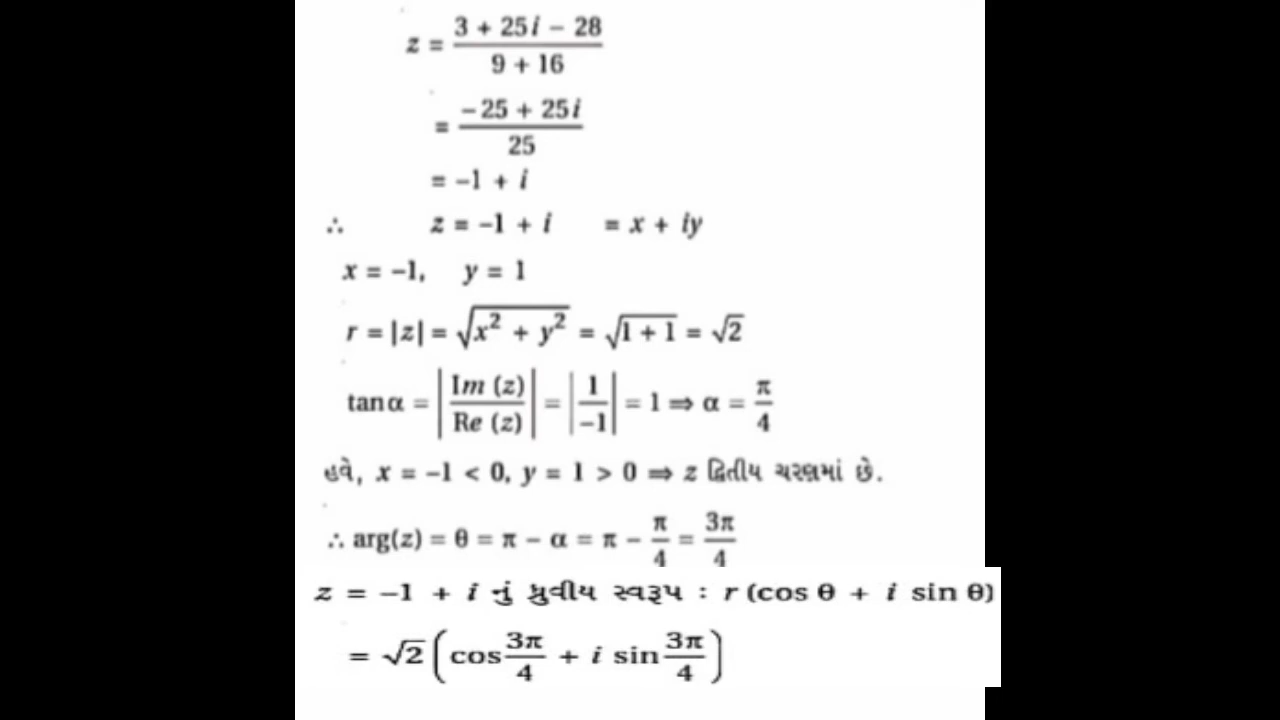 z = (3 + 25i − 28)/(9 + 16)
= (−25 + 25i)/25
= −1 + i
∴ z = −1 + i = x + iy
x = −1, y = 1
r = |z| = √(x² + y²) = √(1 + 1) = √2
tan α = |Im (z)/Re (z)| = |1/−1| = 1 ⇒ α = π/4
હવે, x = −1 < 0, y = 1 > 0 ⇒ z દ્વિતીય ચરણમાં છે.
∴ arg(z) = θ = π − α = π − π/4 = 3π/4
z = −1 + i નું ધ્રુવીય સ્વરૂપ : r (cos θ + i sin θ)
= √2 (cos 3π/4 + i sin 3π/4)